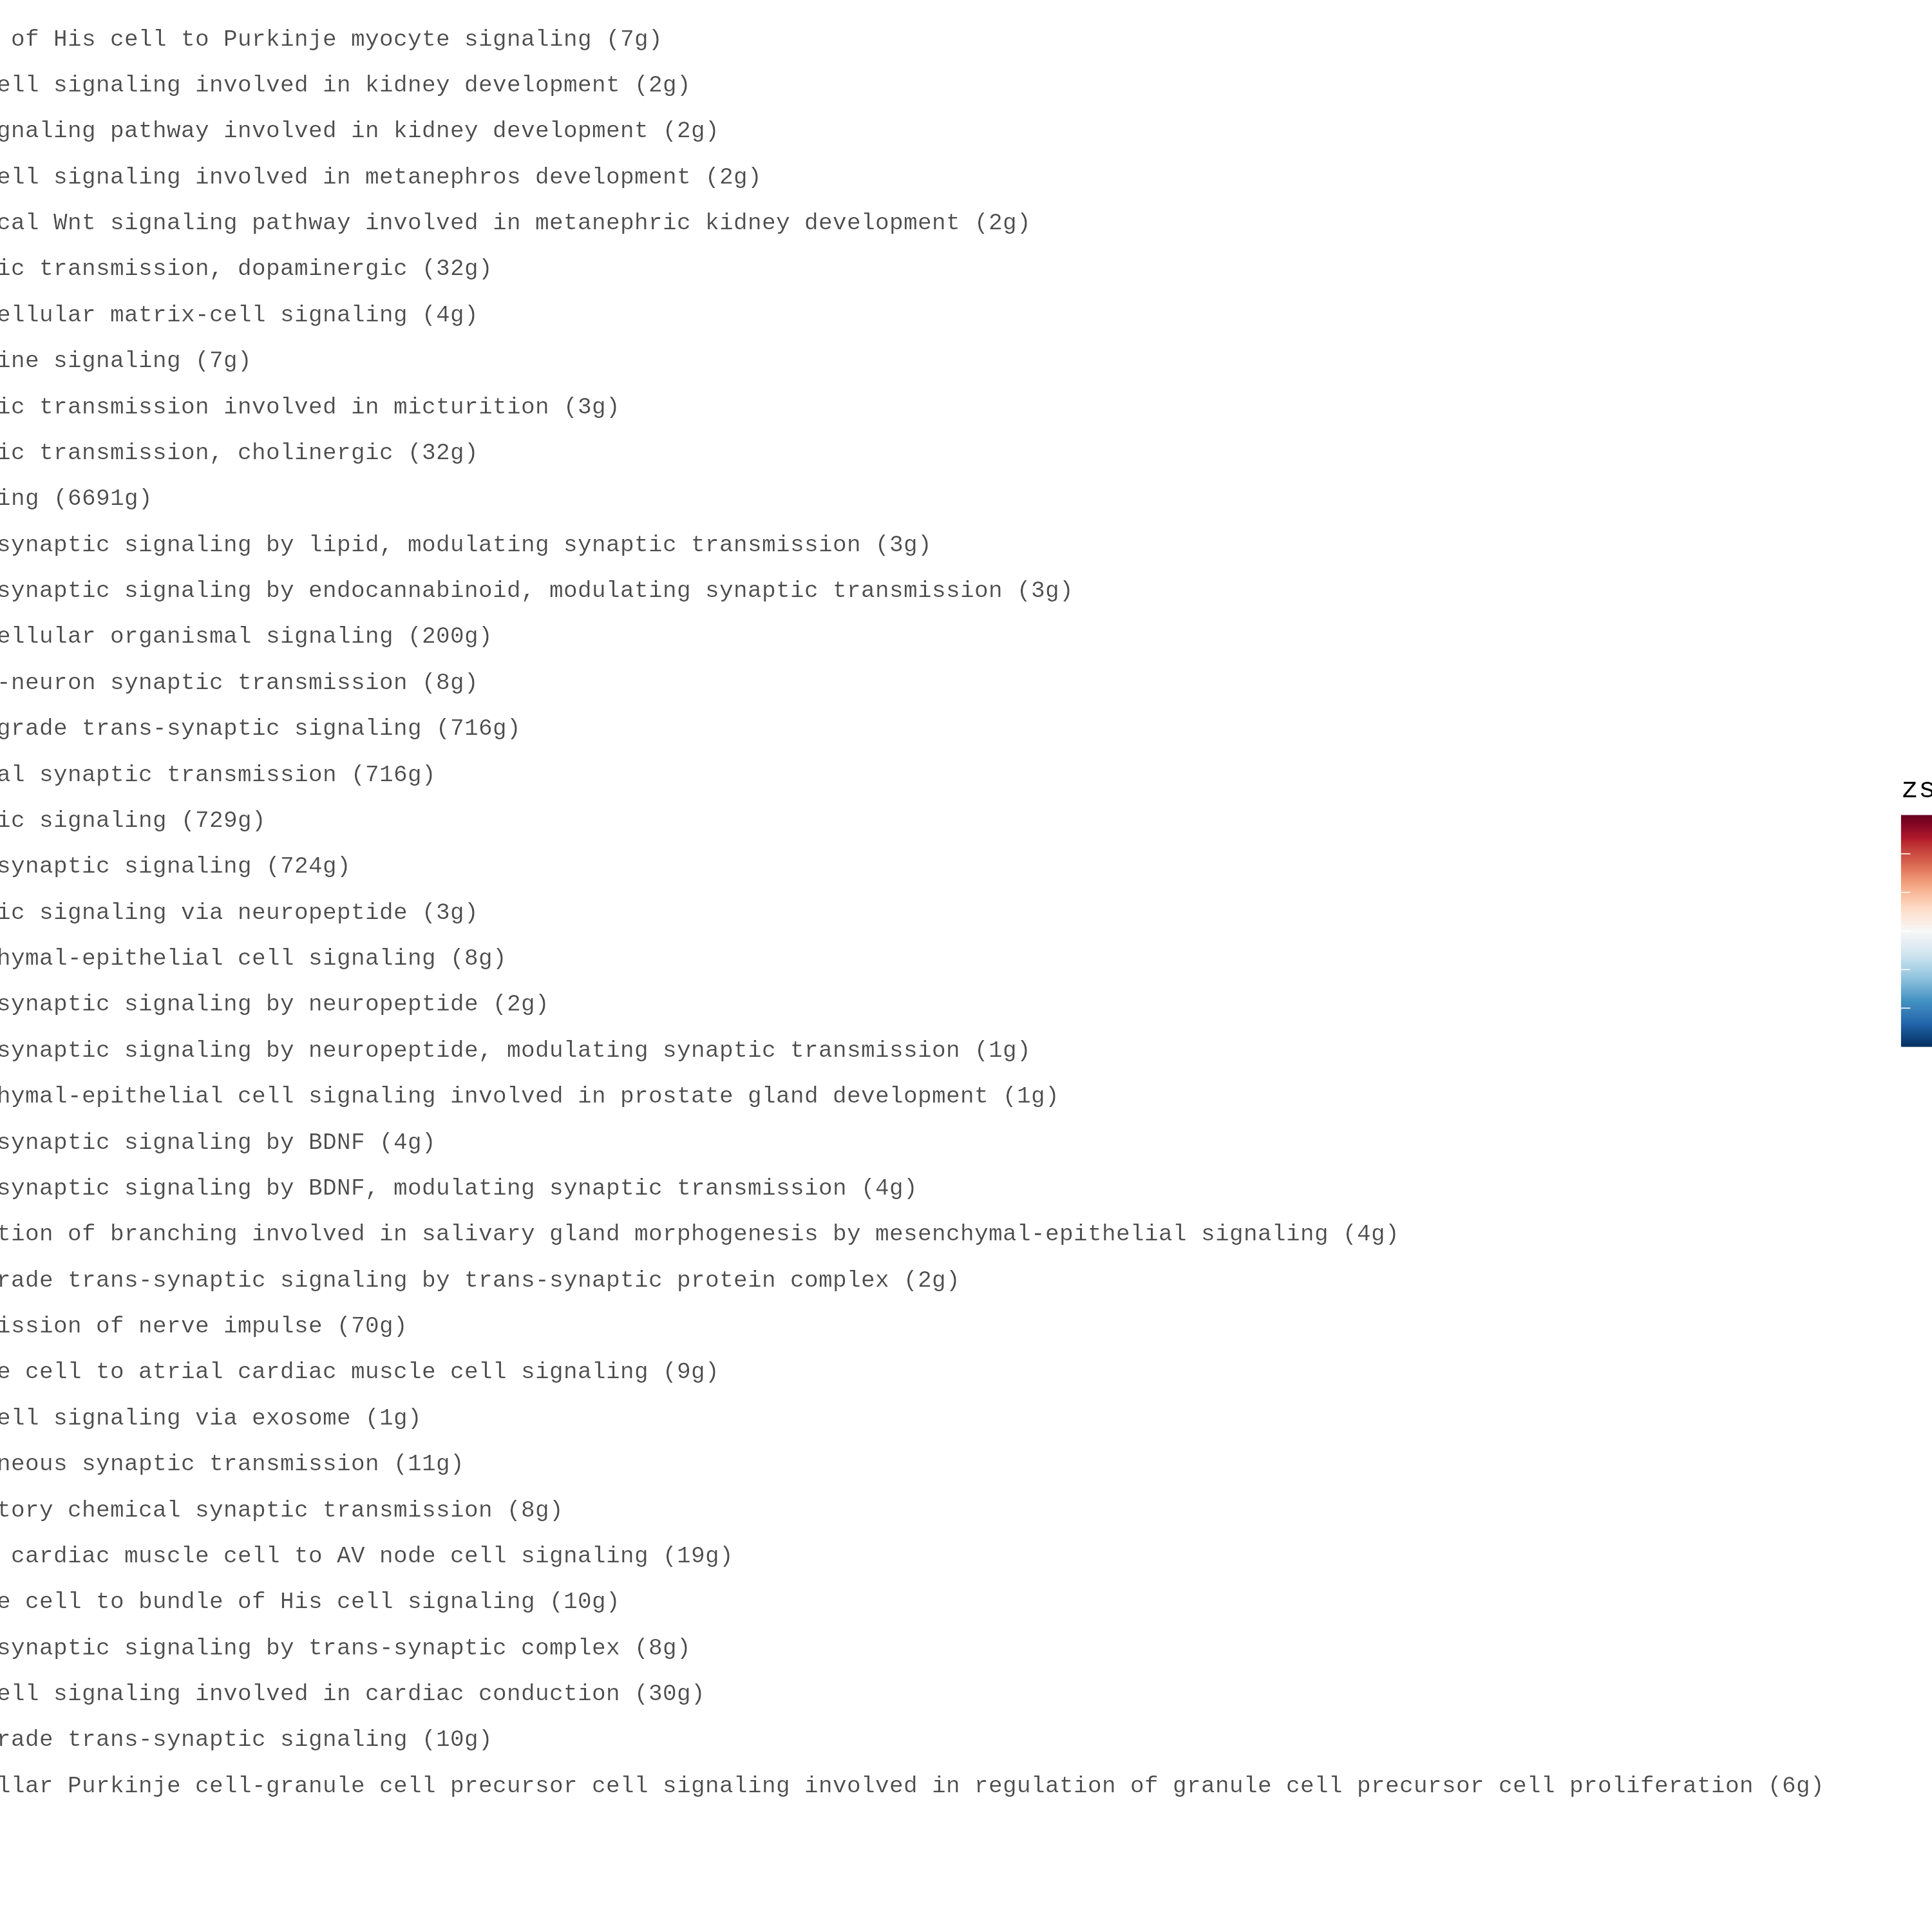 of His cell to Purkinje myocyte signaling (7g)
ell signaling involved in kidney development (2g)
gnaling pathway involved in kidney development (2g)
ell signaling involved in metanephros development (2g)
cal Wnt signaling pathway involved in metanephric kidney development (2g)
ic transmission, dopaminergic (32g)
ellular matrix-cell signaling (4g)
ine signaling (7g)
ic transmission involved in micturition (3g)
ic transmission, cholinergic (32g)
ing (6691g)
synaptic signaling by lipid, modulating synaptic transmission (3g)
synaptic signaling by endocannabinoid, modulating synaptic transmission (3g)
ellular organismal signaling (200g)
-neuron synaptic transmission (8g)
grade trans-synaptic signaling (716g)
al synaptic transmission (716g)
zs
ic signaling (729g)
synaptic signaling (724g)
ic signaling via neuropeptide (3g)
hymal-epithelial cell signaling (8g)
synaptic signaling by neuropeptide (2g)
synaptic signaling by neuropeptide, modulating synaptic transmission (1g)
hymal-epithelial cell signaling involved in prostate gland development (1g)
synaptic signaling by BDNF (4g)
synaptic signaling by BDNF, modulating synaptic transmission (4g)
tion of branching involved in salivary gland morphogenesis by mesenchymal-epithelial signaling (4g)
rade trans-synaptic signaling by trans-synaptic protein complex (2g)
ission of nerve impulse (70g)
e cell to atrial cardiac muscle cell signaling (9g)
ell signaling via exosome (1g)
neous synaptic transmission (11g)
tory chemical synaptic transmission (8g)
cardiac muscle cell to AV node cell signaling (19g)
e cell to bundle of His cell signaling (10g)
synaptic signaling by trans-synaptic complex (8g)
ell signaling involved in cardiac conduction (30g)
rade trans-synaptic signaling (10g)
llar Purkinje cell-granule cell precursor cell signaling involved in regulation of granule cell precursor cell proliferation (6g)